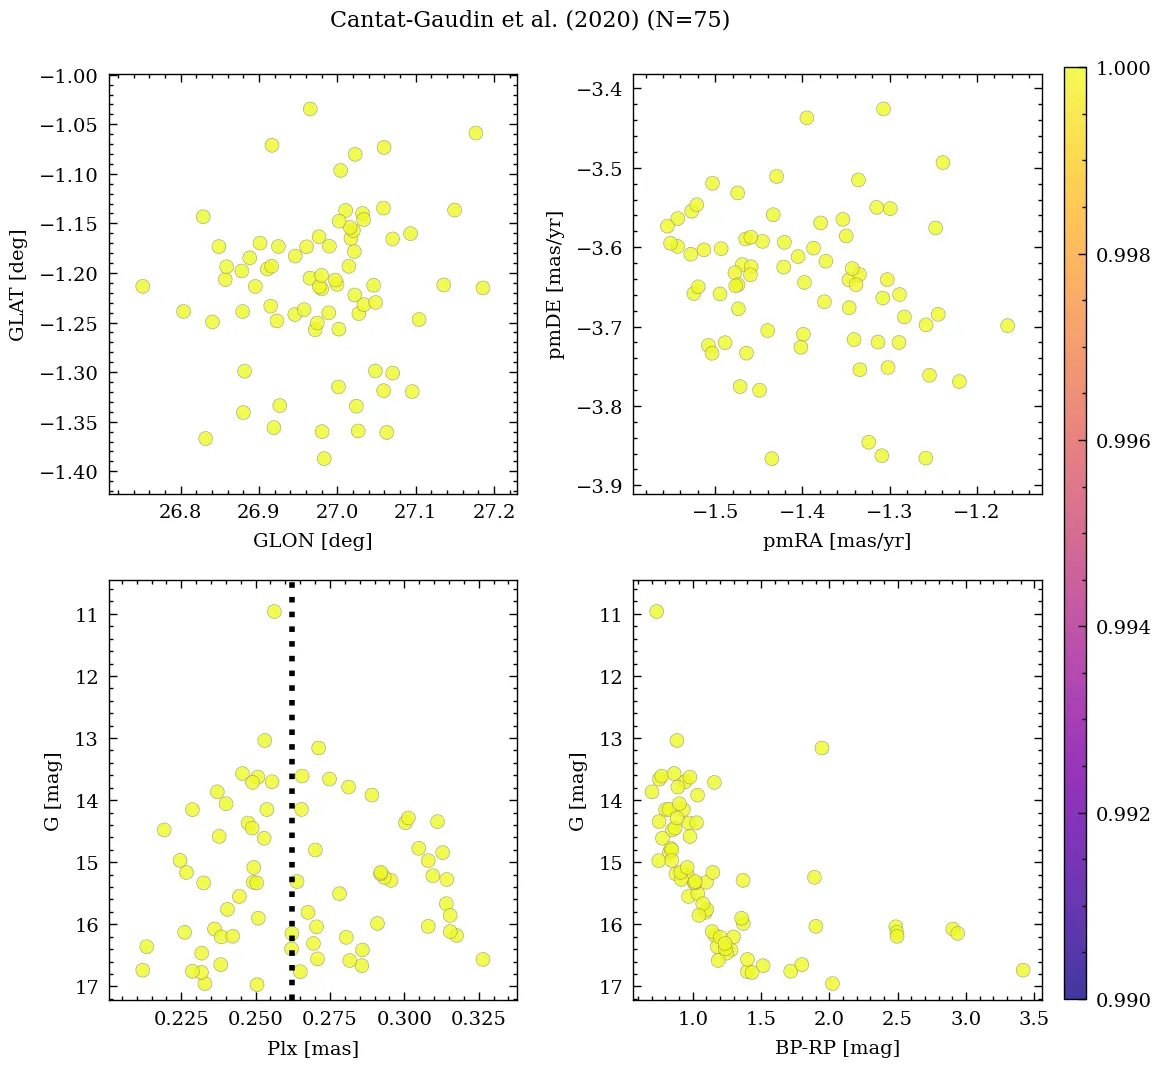 Cantat-Gaudin et al. (2020) (N=75)
−1.00
−1.05
−1.10
−1.15
−1.20
−1.25
−1.30
−1.35
−1.40
GLAT [deg]
26.8 26.9 27.0 27.1 27.2
GLON [deg]
−3.4
−3.5
−3.6
−3.7
−3.8
−3.9
pmDE [mas/yr]
−1.5 −1.4 −1.3 −1.2
pmRA [mas/yr]
11
12
13
14
15
16
17
G [mag]
0.225 0.250 0.275 0.300 0.325
Plx [mas]
11
12
13
14
15
16
17
G [mag]
1.0 1.5 2.0 2.5 3.0 3.5
BP-RP [mag]
1.000
0.998
0.996
0.994
0.992
0.990